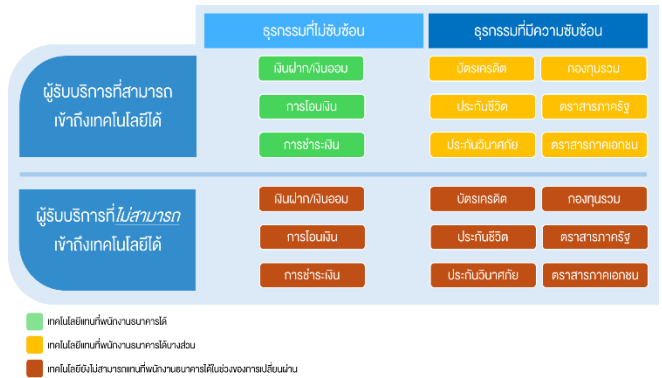 ธุรกรรมที่ไม่ซับซ้อน ธุรกรรมที่มีความซับซ้อน
ผู้รับบริการที่สามารถ
เข้าถึงเทคโนโลยีได้
เงินฝาก/เงินออม บัตรเครดิต กองทุนรวม
การโอนเงิน ประกันชีวิต ตราสารภาครัฐ
การชำระเงิน ประกันวินาศภัย ตราสารภาคเอกชน
ผู้รับบริการที่ไม่สามารถ
เข้าถึงเทคโนโลยีได้
เงินฝาก/เงินออม บัตรเครดิต กองทุนรวม
การโอนเงิน ประกันชีวิต ตราสารภาครัฐ
การชำระเงิน ประกันวินาศภัย ตราสารภาคเอกชน
เทคโนโลยีแทนที่พนักงานธนาคารได้
เทคโนโลยีแทนที่พนักงานธนาคารได้บางส่วน
เทคโนโลยียังไม่สามารถแทนที่พนักงานธนาคารได้ในช่วงของการเปลี่ยนผ่าน